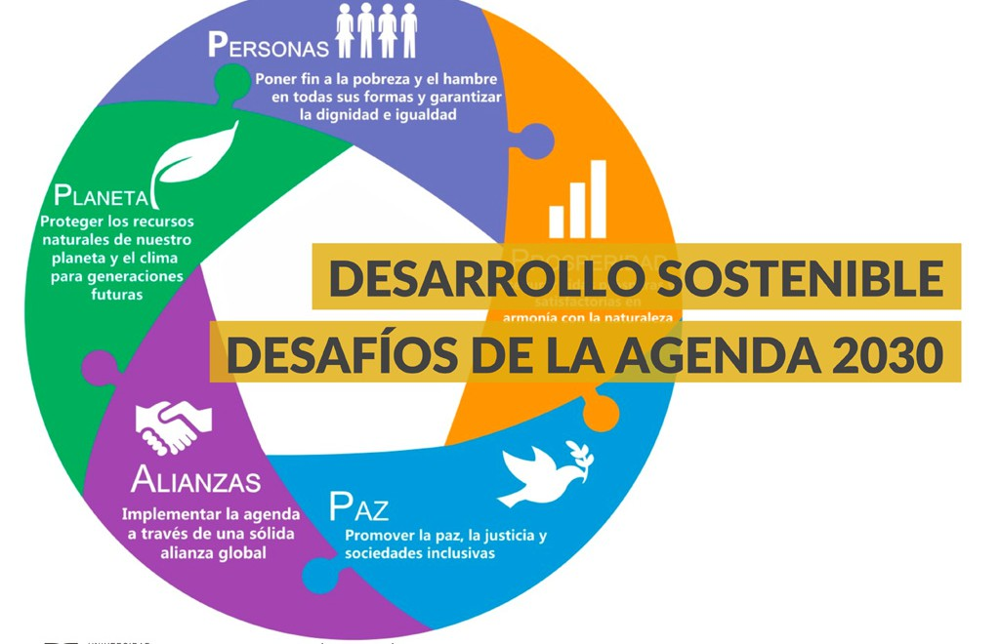 PERSONAS
Poner fin a la pobreza y el hambre
en todas sus formas y garantizar
la dignidad e igualdad
PLANETA
Proteger los recursos
naturales de nuestro
planeta y el clima
para generaciones
futuras
PROSPERIDAD
satisfactorias en
armonía con la naturaleza
DESARROLLO SOSTENIBLE
DESAFÍOS DE LA AGENDA 2030
ALIANZAS
Implementar la agenda
a través de una sólida
alianza global
PAZ
Promover la paz, la justicia y
sociedades inclusivas